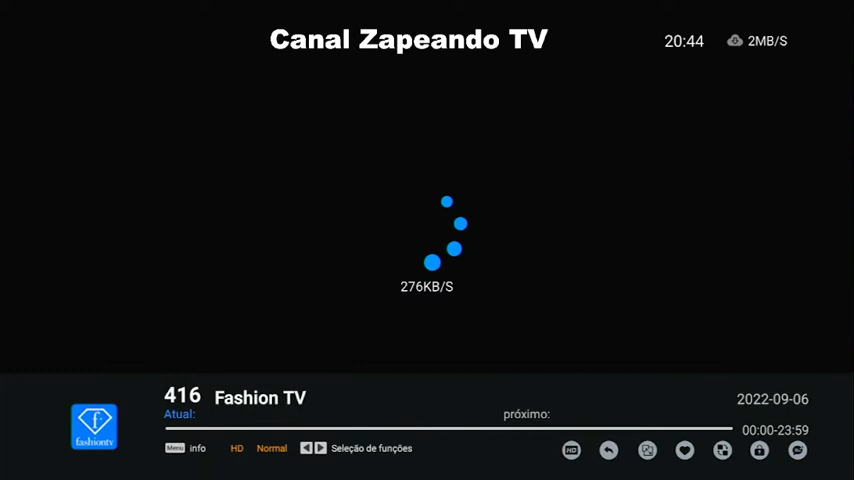 Canal Zapeando TV
20:44 2MB/S
276KB/S
416 Fashion TV
2022-09-06
Atual: próximo:
00:00-23:59
f
fashiontv
Menu info HD Normal Seleção de funções
HD